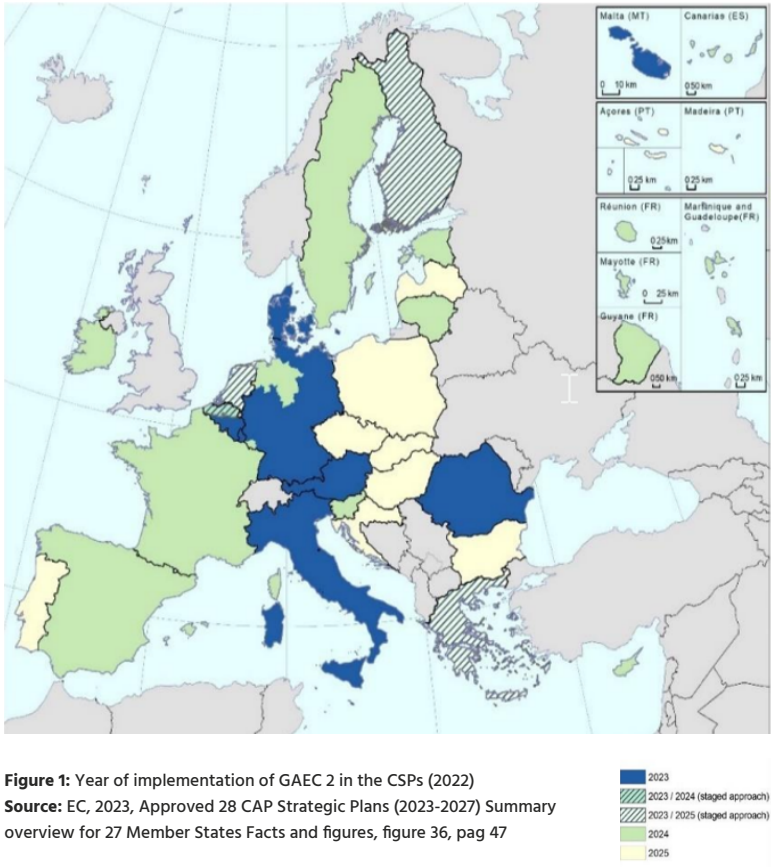 Malta (MT)
Canarias (ES)
0 10 km
0 50 km
Açores (PT)
Madeira (PT)
0 25 km
0 25 km
Réunion (FR)
Martinique and
Guadeloupe(FR)
0 25 km
Mayotte (FR)
0 25 km
Guyane (FR)
0 50 km
0 25 km
Figure 1: Year of implementation of GAEC 2 in the CSPs (2022)
Source: EC, 2023, Approved 28 CAP Strategic Plans (2023-2027) Summary
overview for 27 Member States Facts and figures, figure 36, pag 47
2023
2023 / 2024 (staged approach)
2023 / 2025 (staged approach)
2024
2025